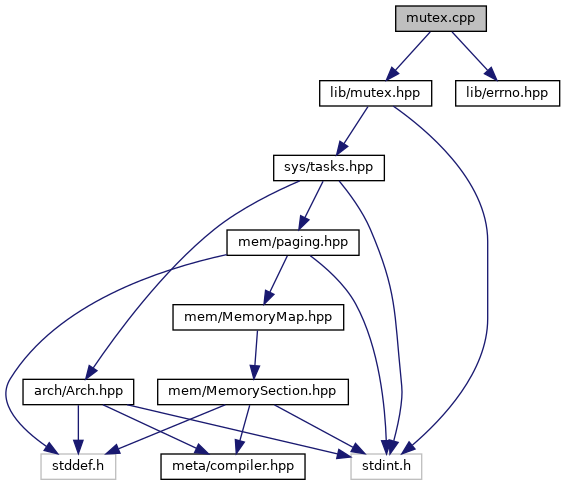 mutex.cpp
lib/mutex.hpp
lib/errno.hpp
sys/tasks.hpp
mem/paging.hpp
mem/MemoryMap.hpp
arch/Arch.hpp
mem/MemorySection.hpp
stddef.h
meta/compiler.hpp
stdint.h